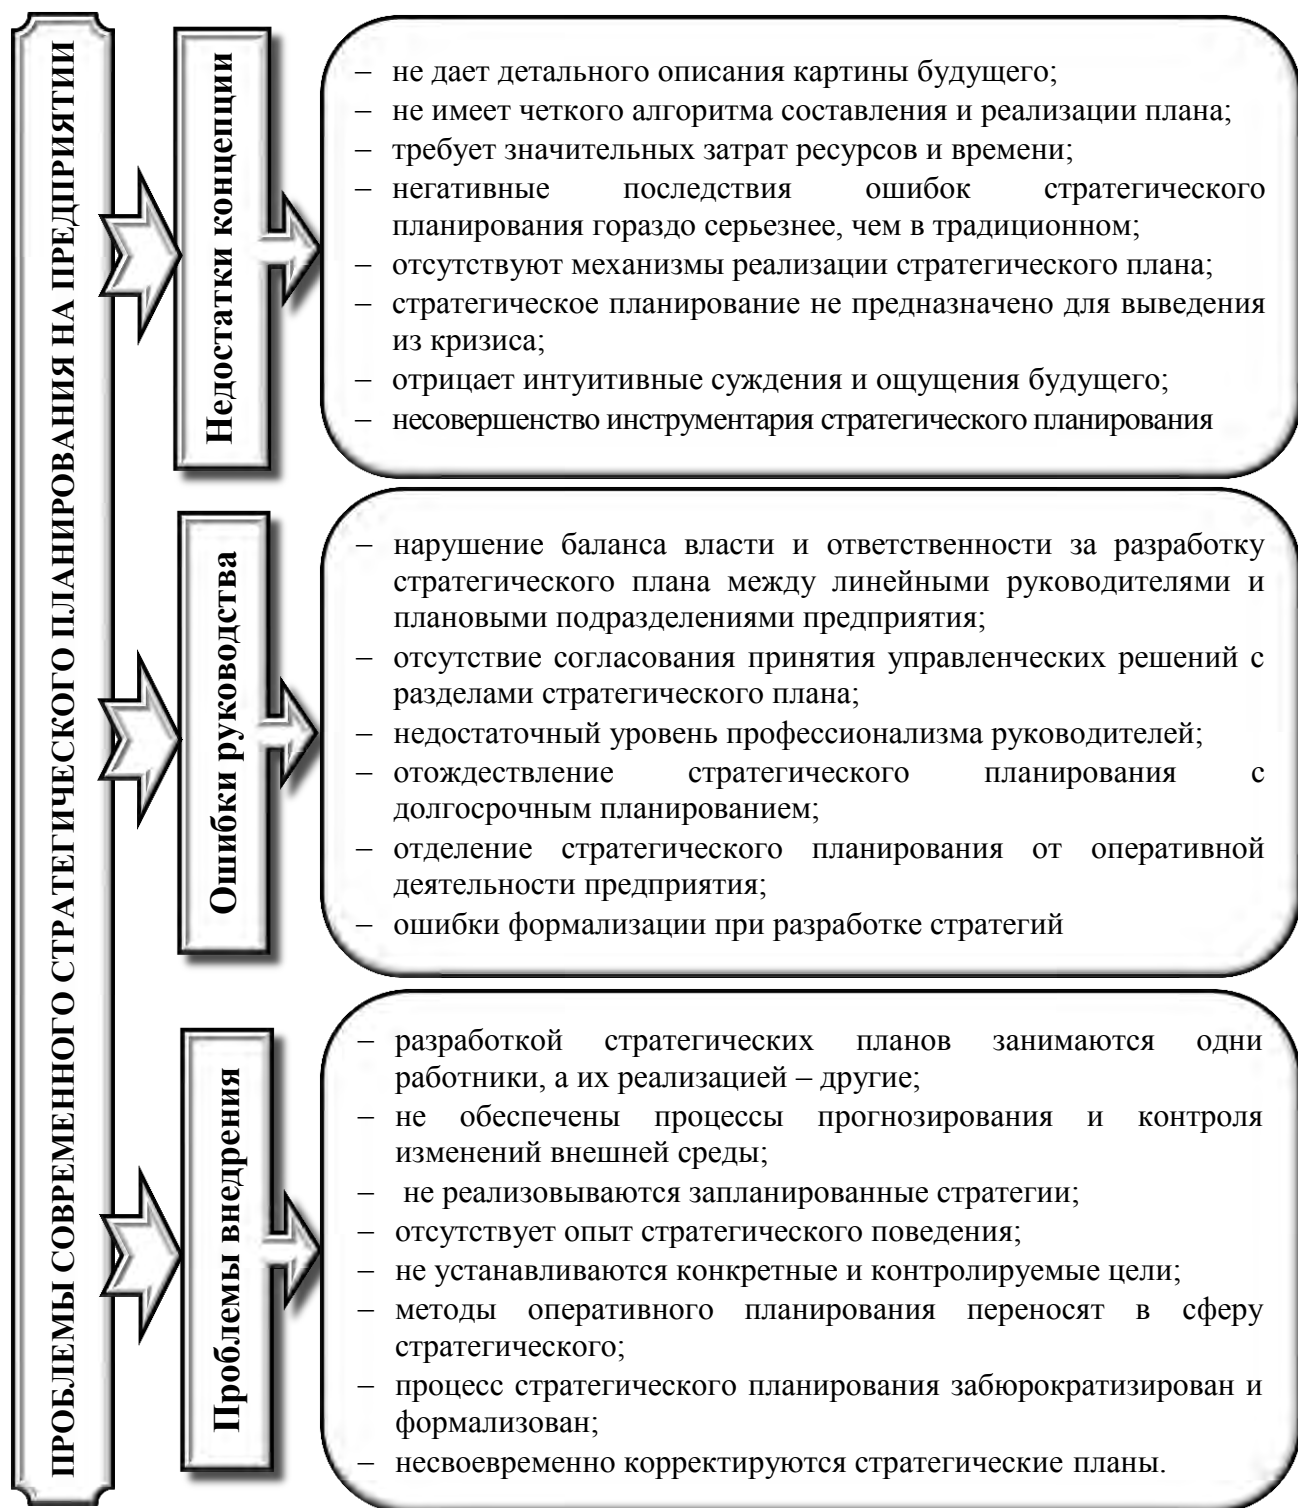 ПРОБЛЕМЫ СОВРЕМЕННОГО СТРАТЕГИЧЕСКОГО ПЛАНИРОВАНИЯ НА ПРЕДПРИЯТИИ
Недостатки концепции
– не дает детального описания картины будущего;
– не имеет четкого алгоритма составления и реализации плана;
– требует значительных затрат ресурсов и времени;
– негативные последствия ошибок стратегического
планирования гораздо серьезнее, чем в традиционном;
– отсутствуют механизмы реализации стратегического плана;
– стратегическое планирование не предназначено для выведения
из кризиса;
– отрицает интуитивные суждения и ощущения будущего;
– несовершенство инструментария стратегического планирования
Ошибки руководства
– нарушение баланса власти и ответственности за разработку
стратегического плана между линейными руководителями и
плановыми подразделениями предприятия;
– отсутствие согласования принятия управленческих решений с
разделами стратегического плана;
– недостаточный уровень профессионализма руководителей;
– отождествление стратегического планирования с
долгосрочным планированием;
– отделение стратегического планирования от оперативной
деятельности предприятия;
– ошибки формализации при разработке стратегий
Проблемы внедрения
– разработкой стратегических планов занимаются одни
работники, а их реализацией – другие;
– не обеспечены процессы прогнозирования и контроля
изменений внешней среды;
– не реализовываются запланированные стратегии;
– отсутствует опыт стратегического поведения;
– не устанавливаются конкретные и контролируемые цели;
– методы оперативного планирования переносят в сферу
стратегического;
– процесс стратегического планирования забюрократизирован и
формализован;
– несвоевременно корректируются стратегические планы.